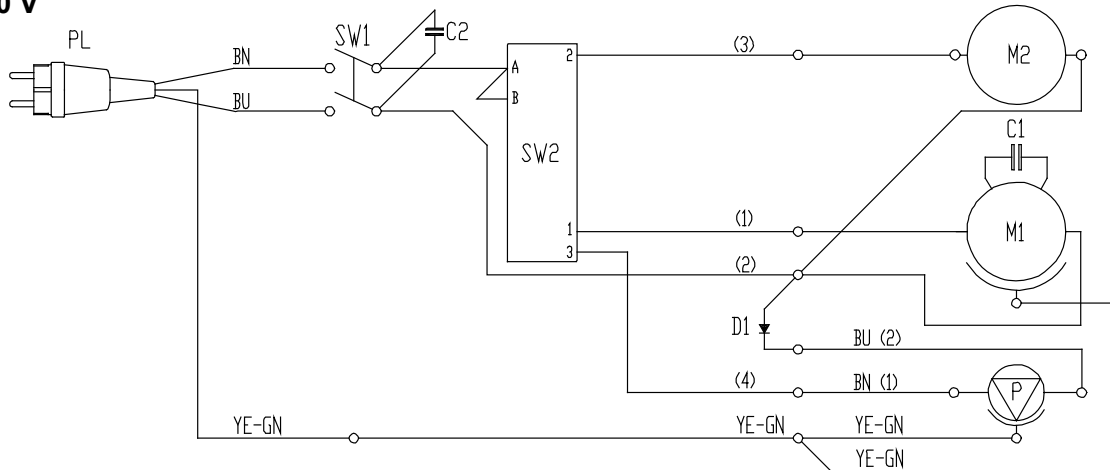 0 V
PL
BN
BU
SW1
C2
A
B
2
SW2
1
3
(3)
M2
C1
(1)
M1
(2)
D1
BU (2)
(4)
BN (1)
P
YE-GN
YE-GN
YE-GN
YE-GN